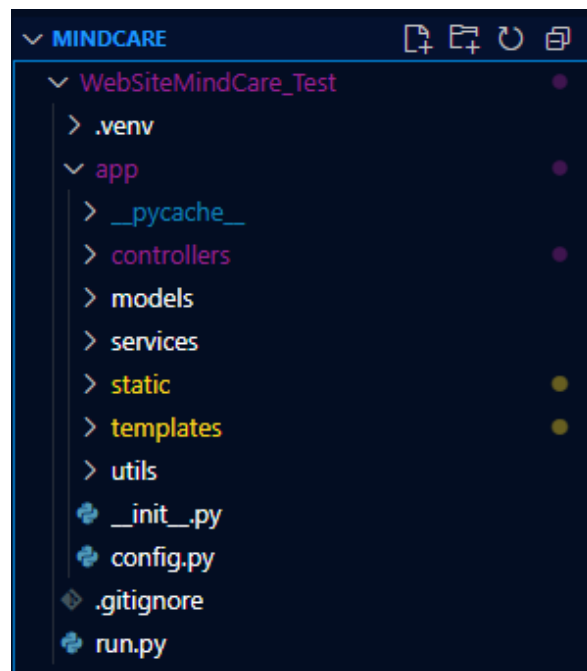 MINDCARE
WebSiteMindCare_Test
.venv
app
__pycache__
controllers
models
services
static
templates
utils
__init__.py
config.py
.gitignore
run.py